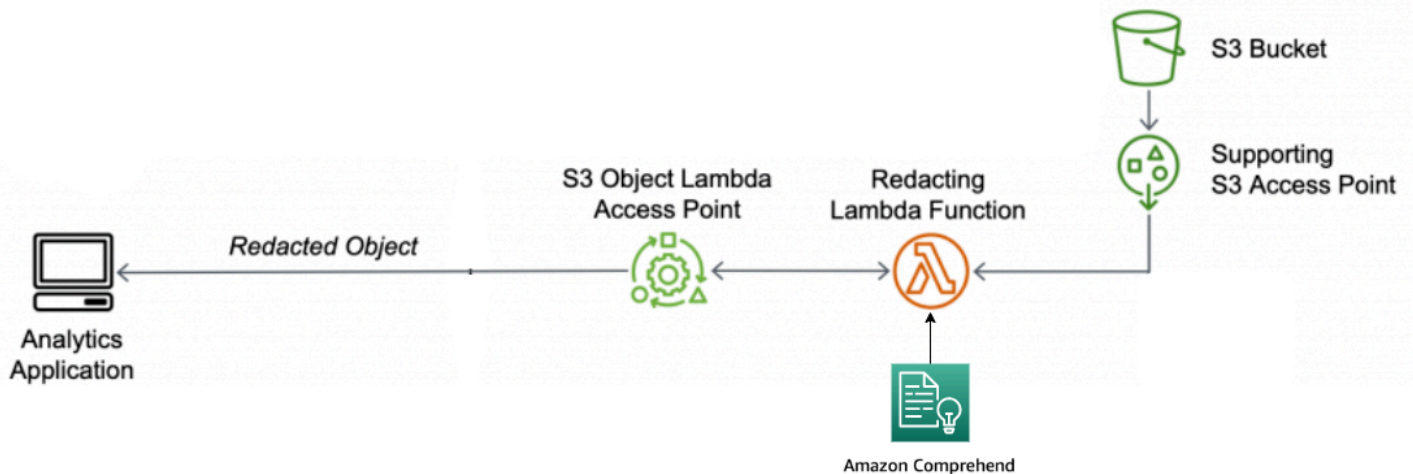 S3 Bucket
Supporting
S3 Access Point
S3 Object Lambda
Access Point
Redacting
Lambda Function
Redacted Object
Analytics
Application
Amazon Comprehend